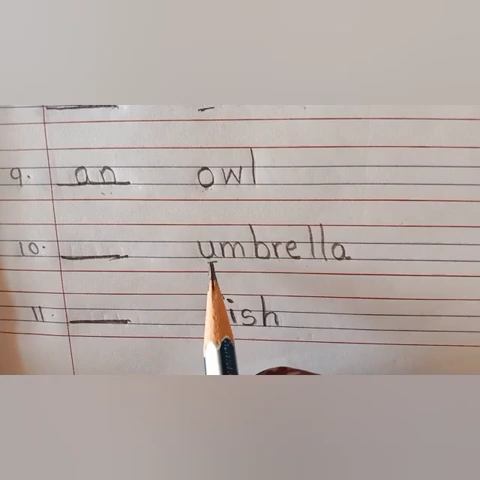 9. an owl
10. ___ umbrella
11. ___ ish